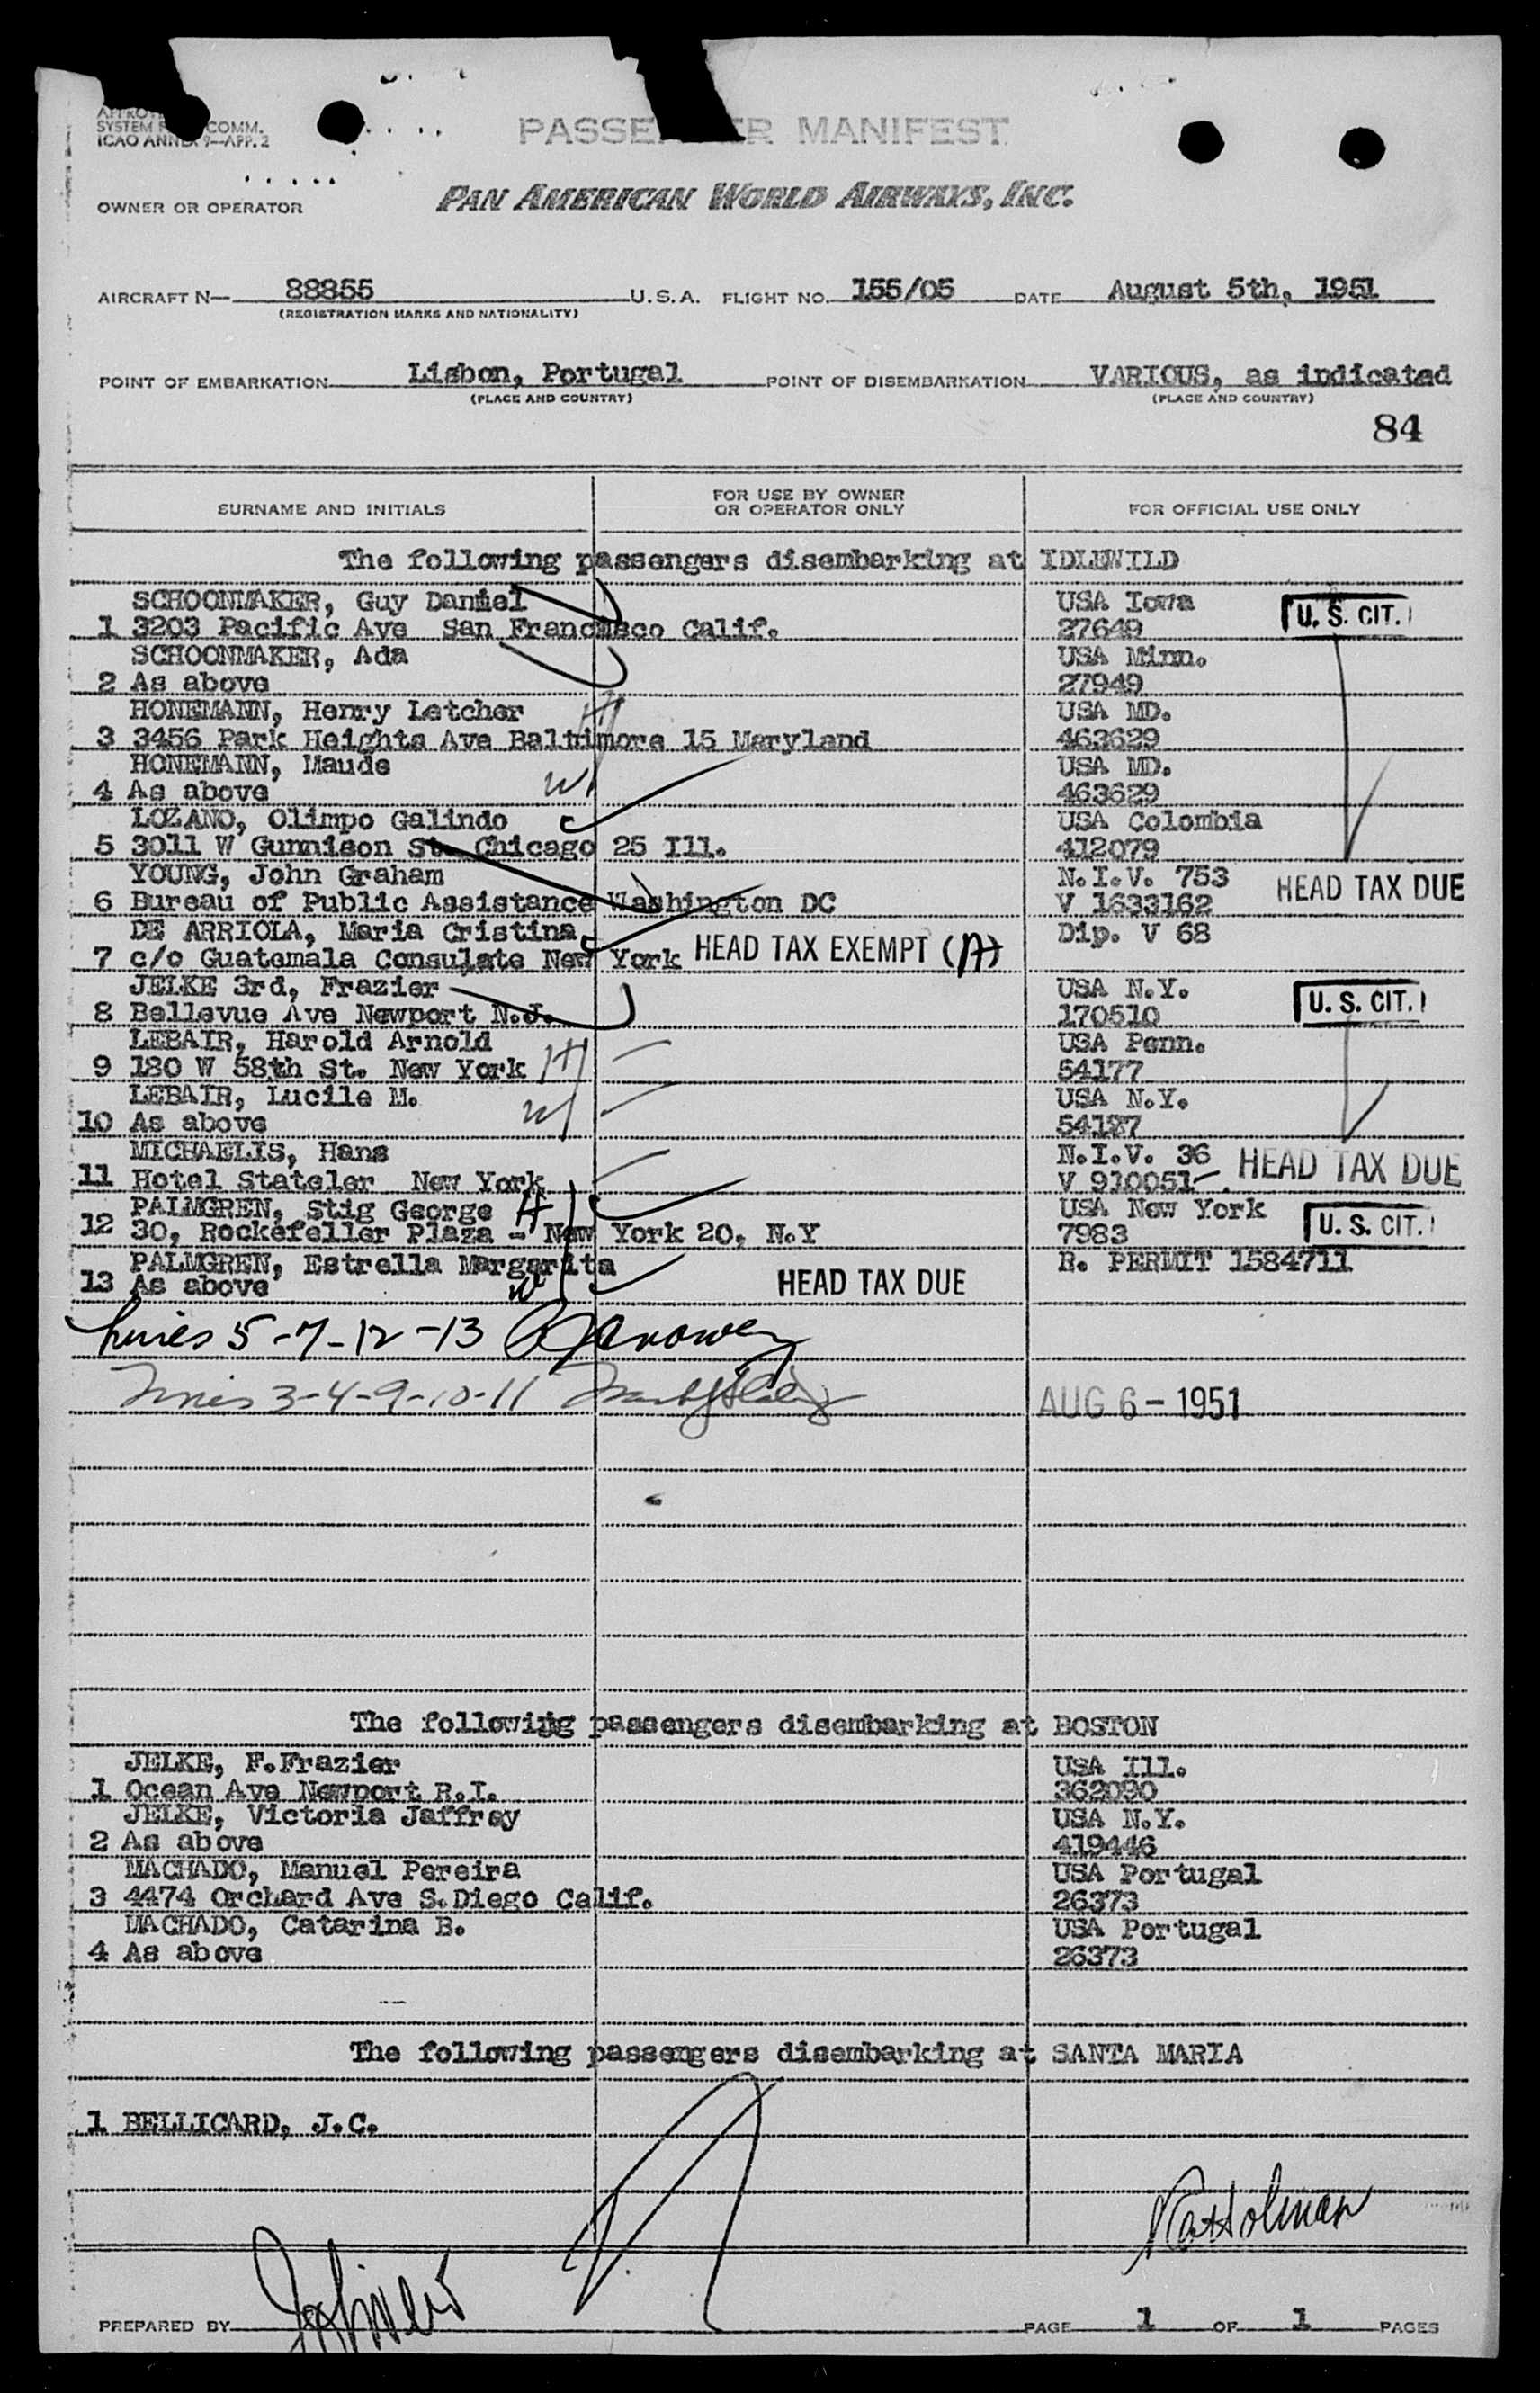 SYSTEM COMM.
ICAO ANNEX 9—APP. 2
PASSENGER MANIFEST
OWNER OR OPERATOR PAN AMERICAN WORLD AIRWAYS, INC.
AIRCRAFT N— 88855 U.S.A. FLIGHT NO. 155/05 DATE August 5th, 1951
(REGISTRATION MARKS AND NATIONALITY)
POINT OF EMBARKATION Lisbon, Portugal POINT OF DISEMBARKATION VARIOUS, as indicated
(PLACE AND COUNTRY) (PLACE AND COUNTRY)
84
SURNAME AND INITIALS FOR USE BY OWNER OR OPERATOR ONLY FOR OFFICIAL USE ONLY
The following passengers disembarking at IDLEWILD
SCHOONMAKER, Guy Daniel USA Iowa U. S. CIT.
1 3203 Pacific Ave San Francisco Calif. 27649
SCHOONMAKER, Ada USA Minn.
2 As above 27949
HONEMANN, Henry Letcher H USA MD.
3 3456 Park Heights Ave Baltimore 15 Maryland 463629
HONEMANN, Maude W USA MD.
4 As above 463629
LOZANO, Olimpo Galindo USA Colombia
5 3011 W Gunnison St. Chicago 25 Ill. 412079
YOUNG, John Graham N.I.V. 753 HEAD TAX DUE
6 Bureau of Public Assistance Washington DC V 1633162
DE ARRIOLA, Maria Cristina Dip. V 68
7 c/o Guatemala Consulate New York HEAD TAX EXEMPT (A)
JELKE 3rd, Frazier USA N.Y. U. S. CIT.
8 Bellevue Ave Newport N.J. 170510
LEBAIR, Harold Arnold USA Penn.
9 180 W 58th St. New York H 54177
LEBAIR, Lucile M. W USA N.Y.
10 As above 54187
MICHAELIS, Hans N.I.V. 36 HEAD TAX DUE
11 Hotel Stateler New York V 910051
PALMGREN, Stig George H USA New York U. S. CIT.
12 30, Rockefeller Plaza - New York 20, N.Y 7983
PALMGREN, Estrella Margarita R. PERMIT 1584711
13 As above W HEAD TAX DUE
Lines 5-7-12-13
Lines 3-4-9-10-11 AUG 6 - 1951
The following passengers disembarking at BOSTON
JELKE, F.Frazier USA Ill.
1 Ocean Ave Newport R.I. 362090
JELKE, Victoria Jaffray USA N.Y.
2 As above 419446
MACHADO, Manuel Pereira USA Portugal
3 4474 Orchard Ave S.Diego Calif. 26373
MACHADO, Catarina B. USA Portugal
4 As above 26373
The following passengers disembarking at SANTA MARIA
1 BELLICARD, J.C.
PREPARED BY PAGE 1 OF 1 PAGES